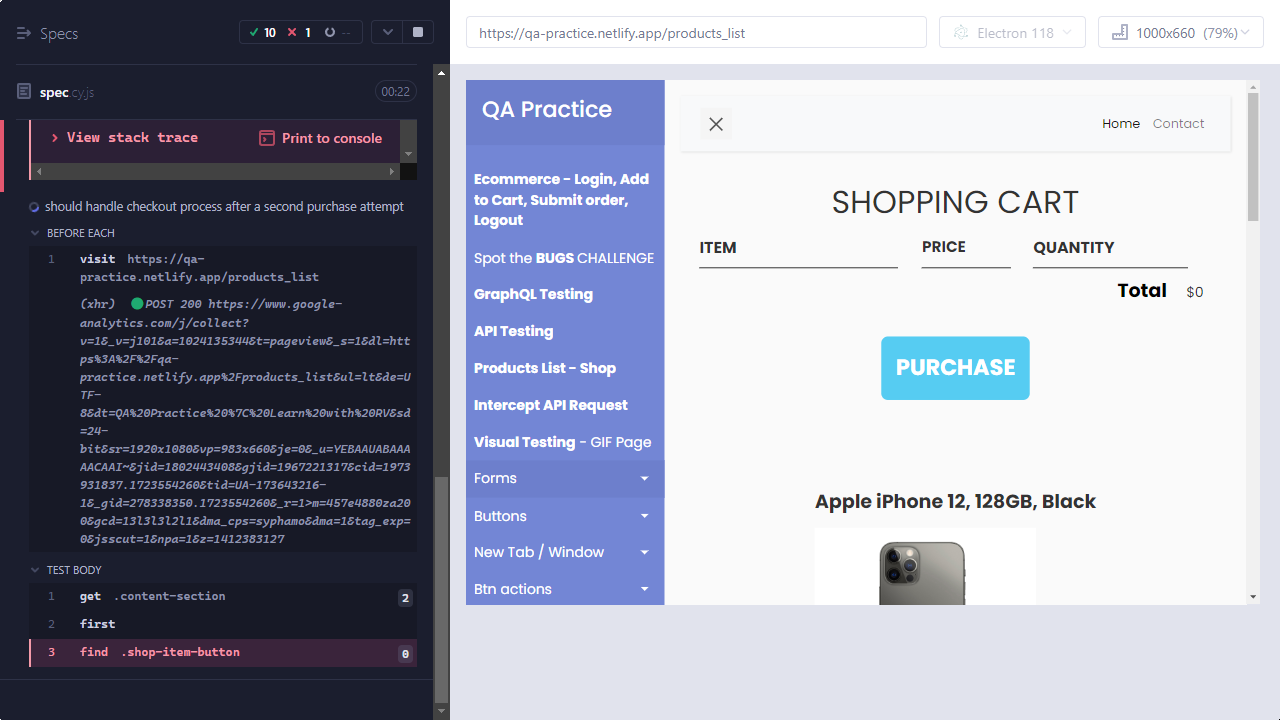 Specs
10 1 --
spec.cy.js 00:22
View stack trace Print to console
should handle checkout process after a second purchase attempt
BEFORE EACH
1 visit https://qa-
practice.netlify.app/products_list
(xhr) POST 200 https://www.google-
analytics.com/j/collect?
v=1&_v=j101&a=1024135344&t=pageview&_s=1&dl=htt
ps%3A%2F%2Fqa-
practice.netlify.app%2Fproducts_list&ul=lt&de=U
TF-
8&dt=QA%20Practice%20%7C%20Learn%20with%20RV&sd
=24-
bit&sr=1920x1080&vp=983x660&je=0&_u=YEBAAUABAAA
AACAAI~&jid=1802443408&gjid=1967221317&cid=1973
931837.1723554260&tid=UA-173643216-
1&_gid=278338350.1723554260&_r=1>m=457e4880za20
0&gcd=13l3l3l2l1&dma_cps=syphamo&dma=1&tag_exp=
0&jsscut=1&npa=1&z=1412383127
TEST BODY
1 get .content-section 2
2 first
3 find .shop-item-button 0
https://qa-practice.netlify.app/products_list
Electron 118
1000x660 (79%)
QA Practice
Ecommerce - Login, Add
to Cart, Submit order,
Logout
Spot the BUGS CHALLENGE
GraphQL Testing
API Testing
Products List - Shop
Intercept API Request
Visual Testing - GIF Page
Forms
Buttons
New Tab / Window
Btn actions
Home Contact
SHOPPING CART
ITEM PRICE QUANTITY
Total $0
PURCHASE
Apple iPhone 12, 128GB, Black